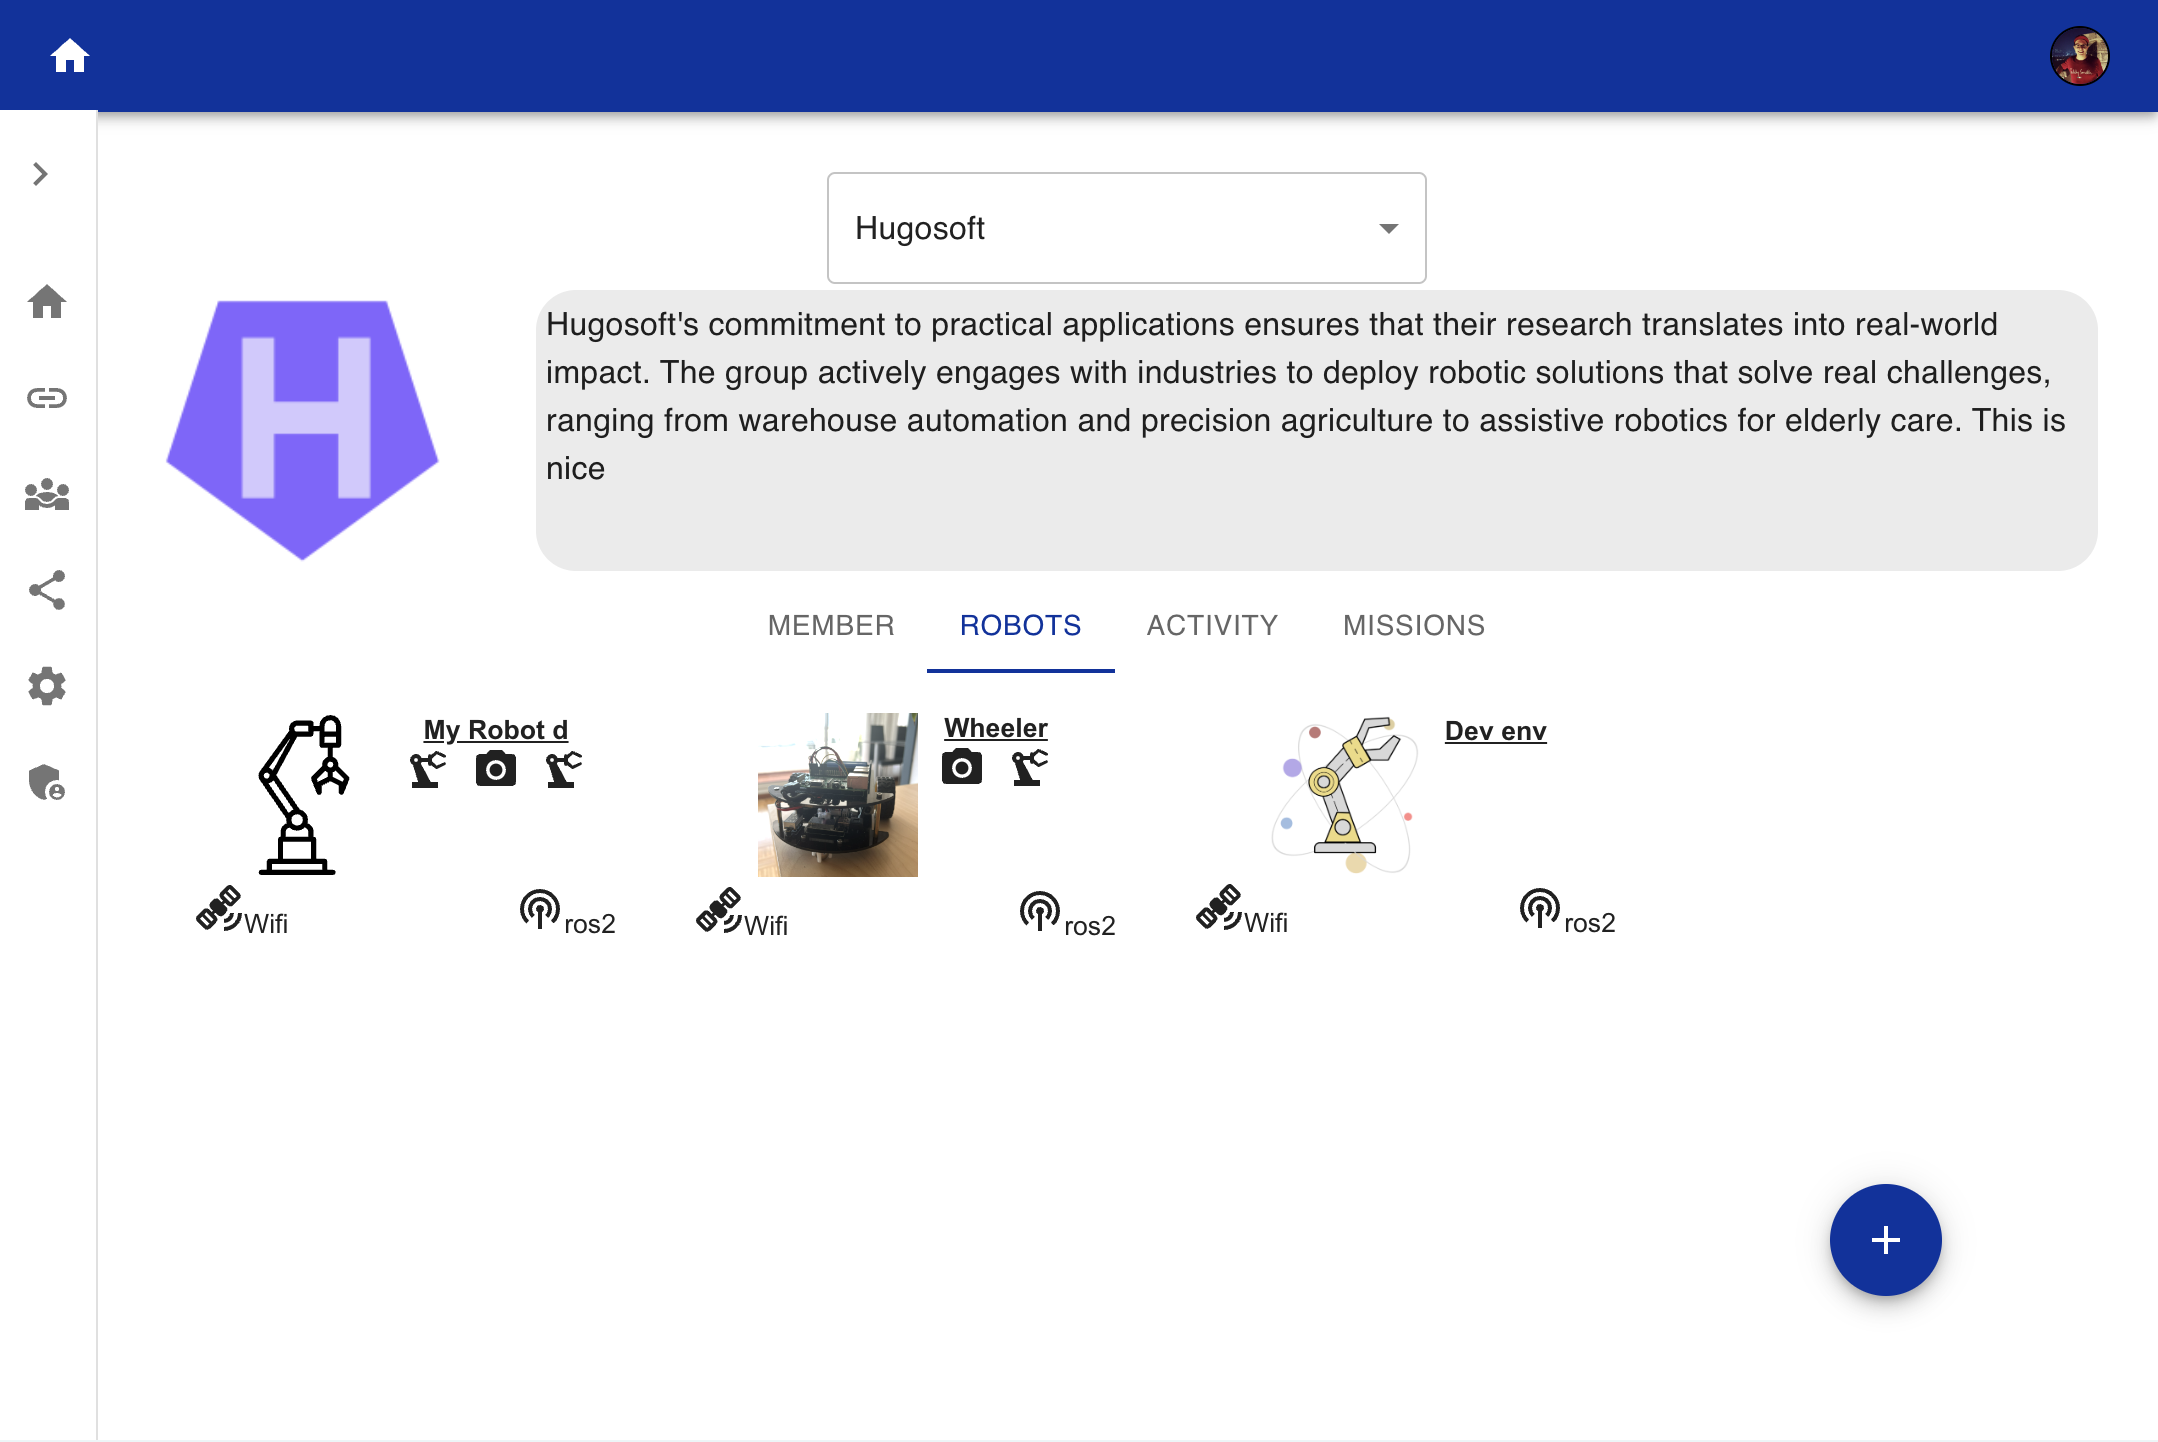 Hugosoft
H
Hugosoft's commitment to practical applications ensures that their research translates into real-world
impact. The group actively engages with industries to deploy robotic solutions that solve real challenges,
ranging from warehouse automation and precision agriculture to assistive robotics for elderly care. This is
nice
MEMBER ROBOTS ACTIVITY MISSIONS
My Robot d
Wifi ros2
Wheeler
Wifi ros2
Dev env
Wifi ros2